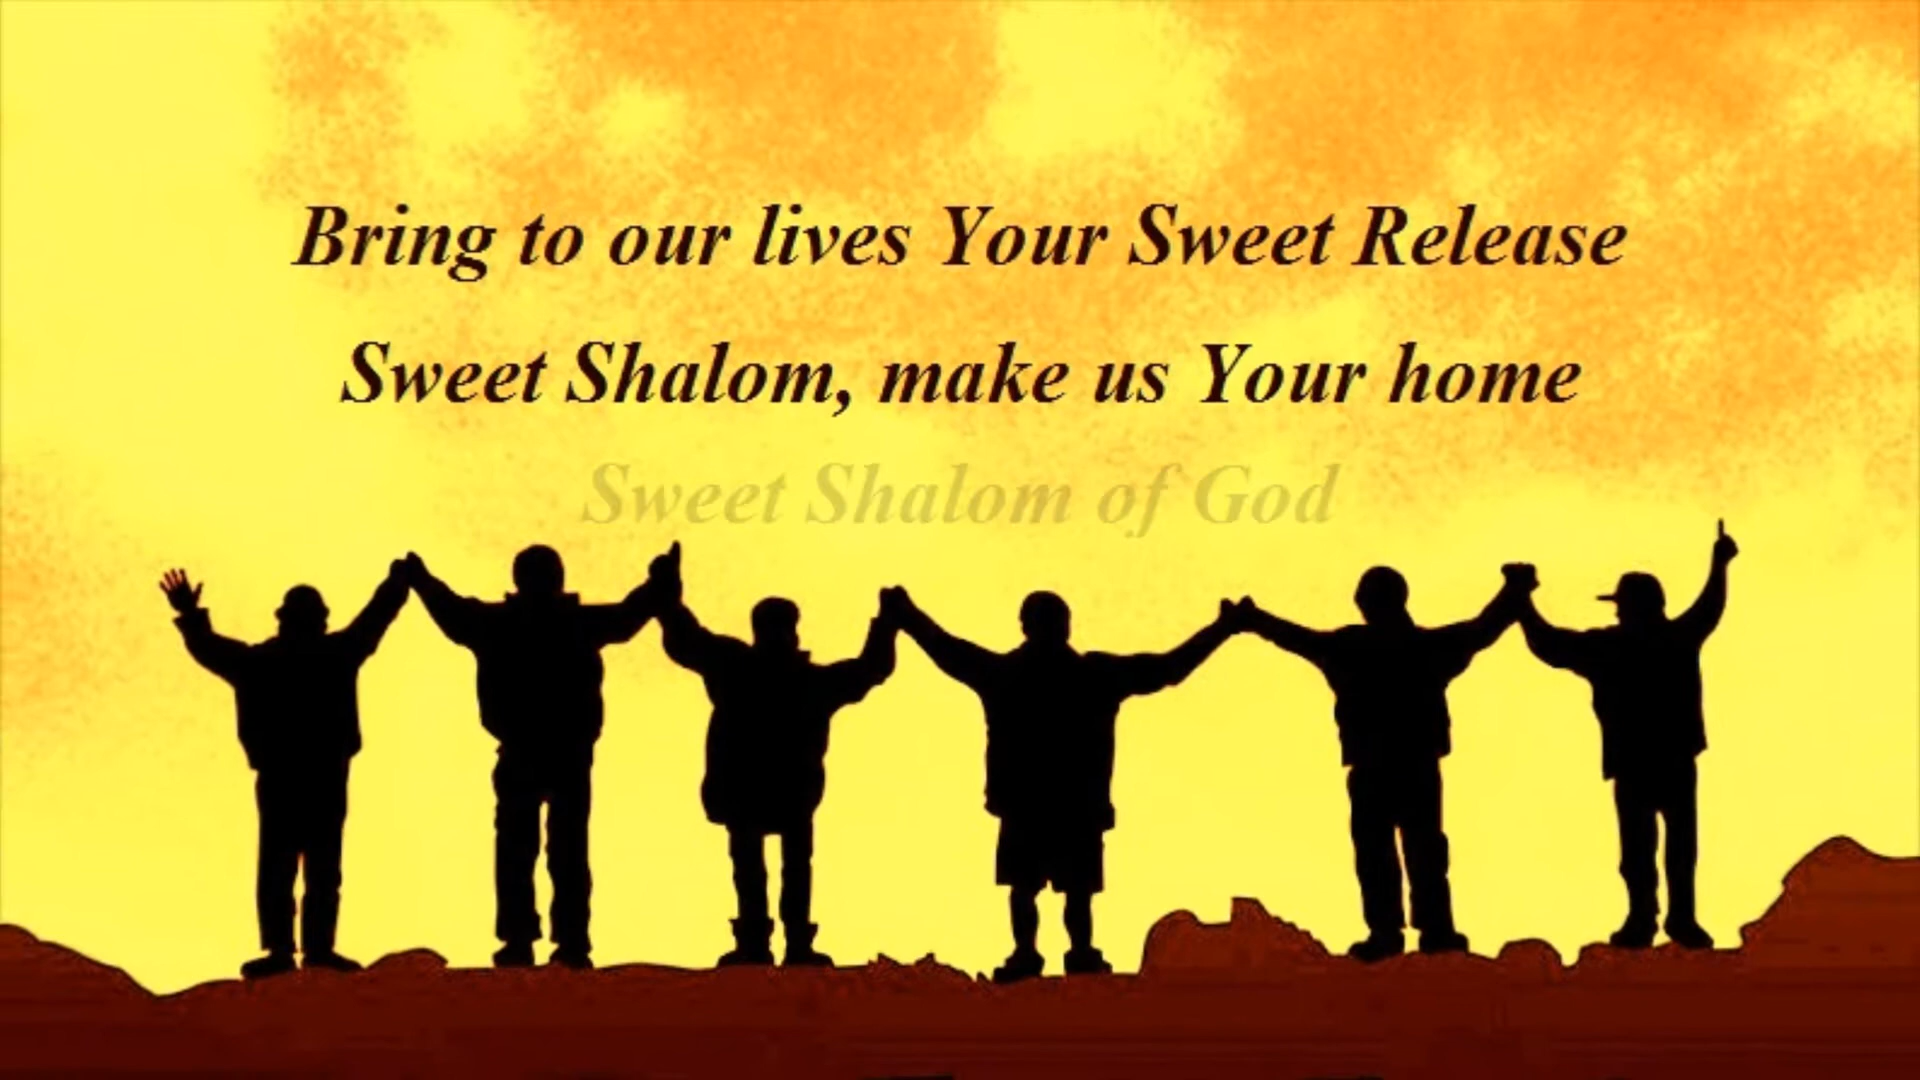 Bring to our lives Your Sweet Release
Sweet Shalom, make us Your home
Sweet Shalom of God